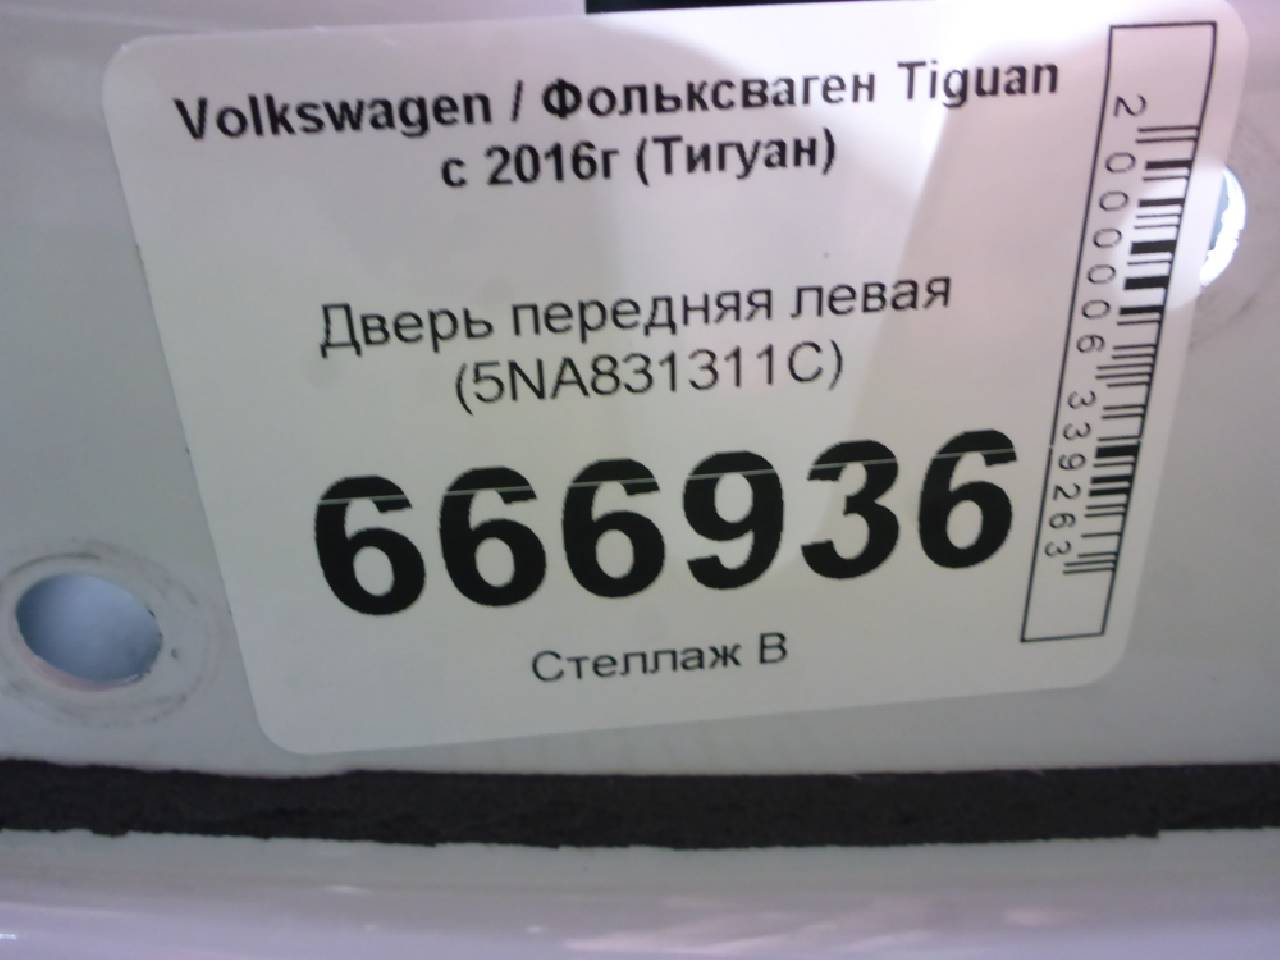 Volkswagen / Фольксваген Tiguan
с 2016г (Тигуан)
Дверь передняя левая
(5NA831311C)
666936
Стеллаж В
2000006339263